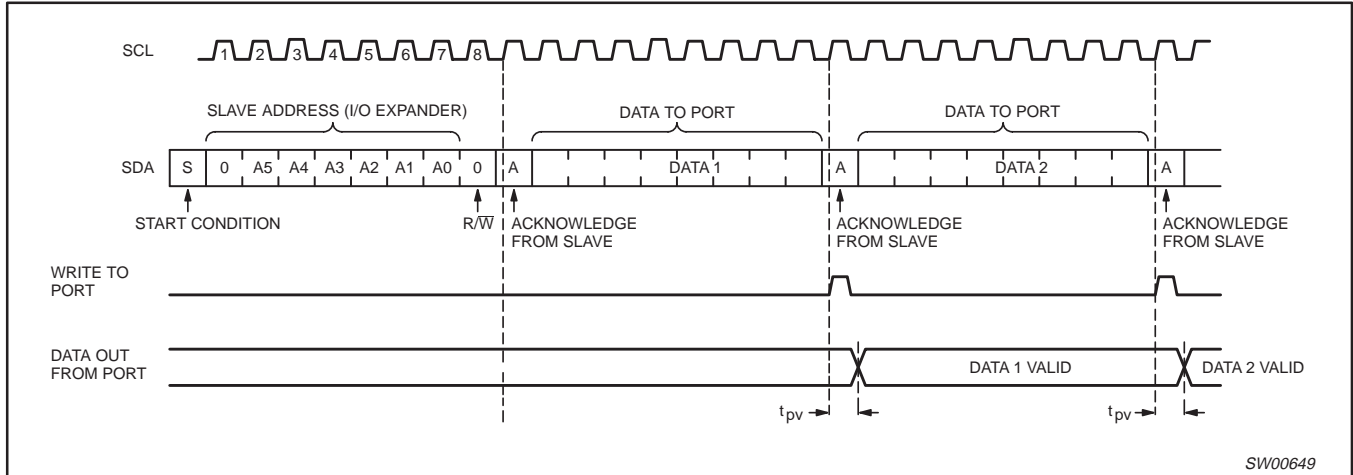 SCL 1 2 3 4 5 6 7 8
SLAVE ADDRESS (I/O EXPANDER) DATA TO PORT DATA TO PORT
SDA S 0 A5 A4 A3 A2 A1 A0 0 A DATA 1 A DATA 2 A
START CONDITION R/W̅ ACKNOWLEDGE FROM SLAVE ACKNOWLEDGE FROM SLAVE ACKNOWLEDGE FROM SLAVE
WRITE TO
PORT
DATA OUT
FROM PORT
DATA 1 VALID DATA 2 VALID
tpv tpv
SW00649